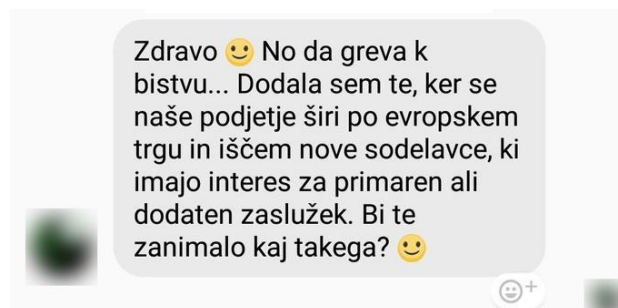 Zdravo 🙂 No da greva k
bistvu... Dodala sem te, ker se
naše podjetje širi po evropskem
trgu in iščem nove sodelavce, ki
imajo interes za primaren ali
dodaten zaslužek. Bi te
zanimalo kaj takega? 🙂